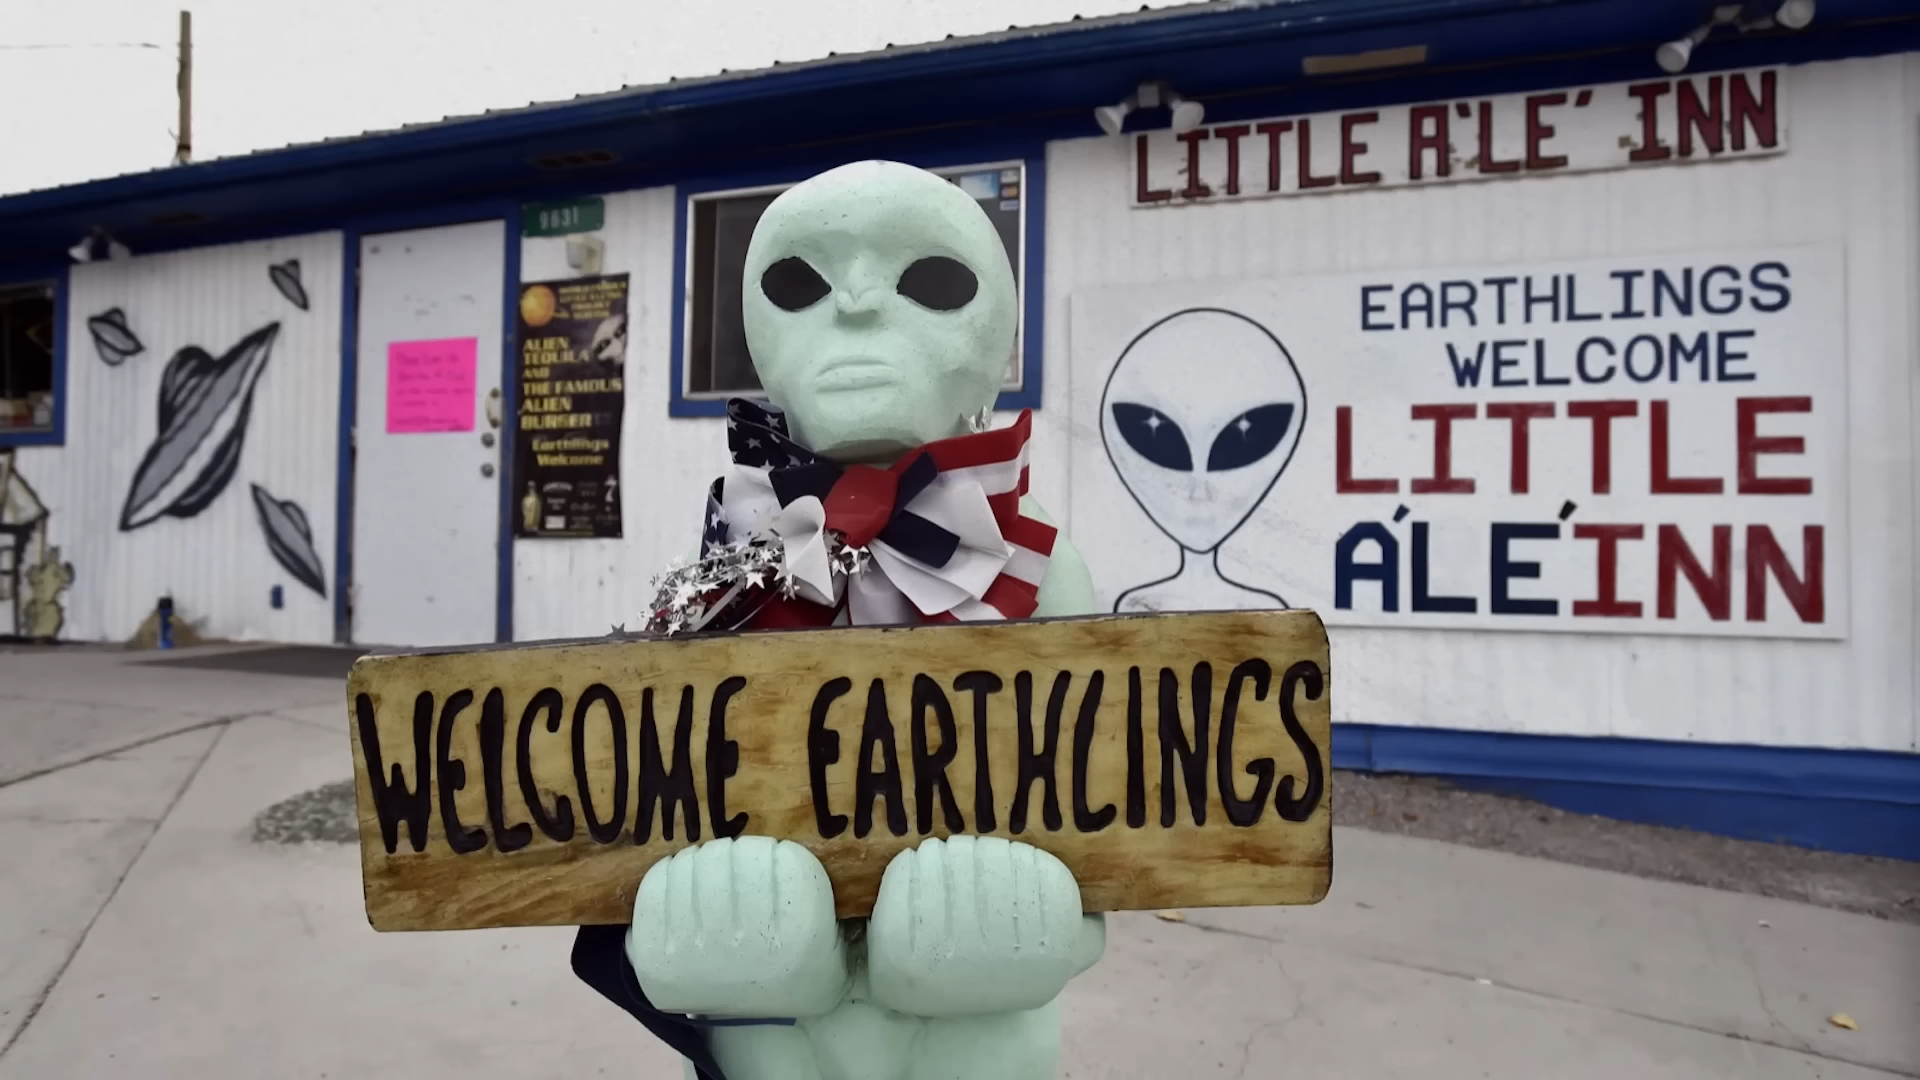 LITTLE A'LE' INN
9631
EARTHLINGS
WELCOME
LITTLE
A'LE'INN
ALIEN
TEQUILA
AND
THE FAMOUS
ALIEN
BURGER
Earthlings
Welcome
WELCOME EARTHLINGS